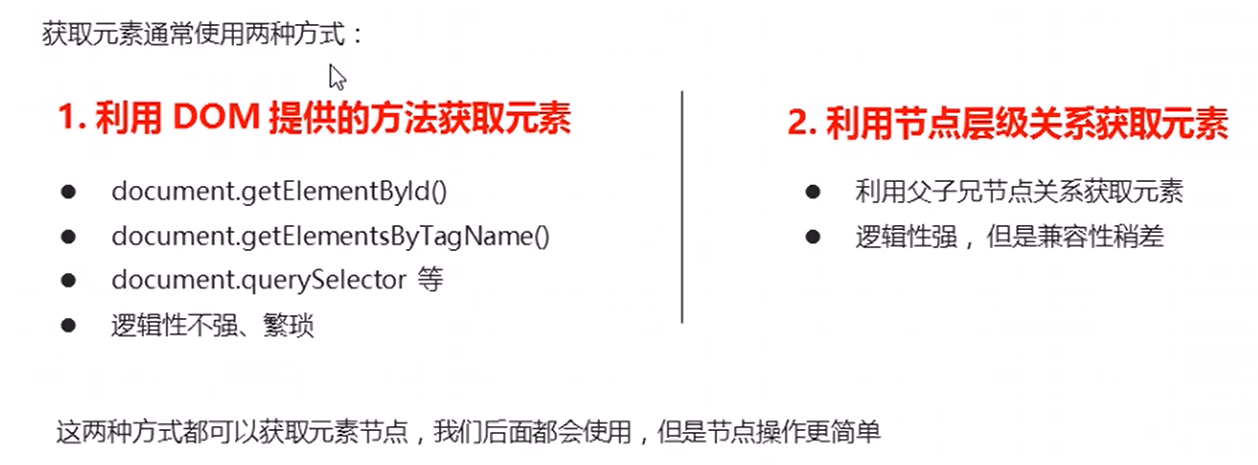 获取元素通常使用两种方式：
1. 利用 DOM 提供的方法获取元素
● document.getElementById()
● document.getElementsByTagName()
● document.querySelector 等
● 逻辑性不强、繁琐
2. 利用节点层级关系获取元素
● 利用父子兄节点关系获取元素
● 逻辑性强，但是兼容性稍差
这两种方式都可以获取元素节点，我们后面都会使用，但是节点操作更简单